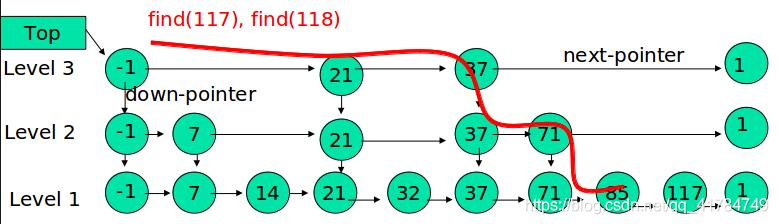 find(117), find(118)
Top
Level 3 -1 21 37 next-pointer 1
down-pointer
Level 2 -1 7 21 37 71 1
Level 1 -1 7 14 21 32 37 71 85 117 1
https://blog.csdn.net/qq_44784749